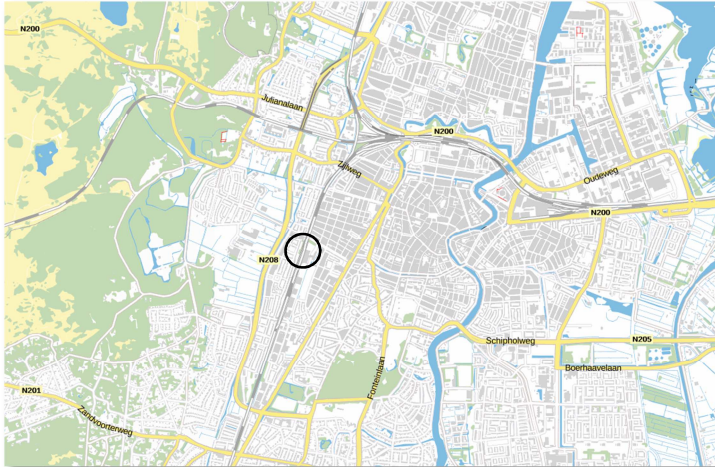 N200
Julianalaan
N200
Zijlweg
Oudeweg
N200
N208
Schipholweg
N205
Boerhaavelaan
Fonteinlaan
N201
Zandvoorterweg